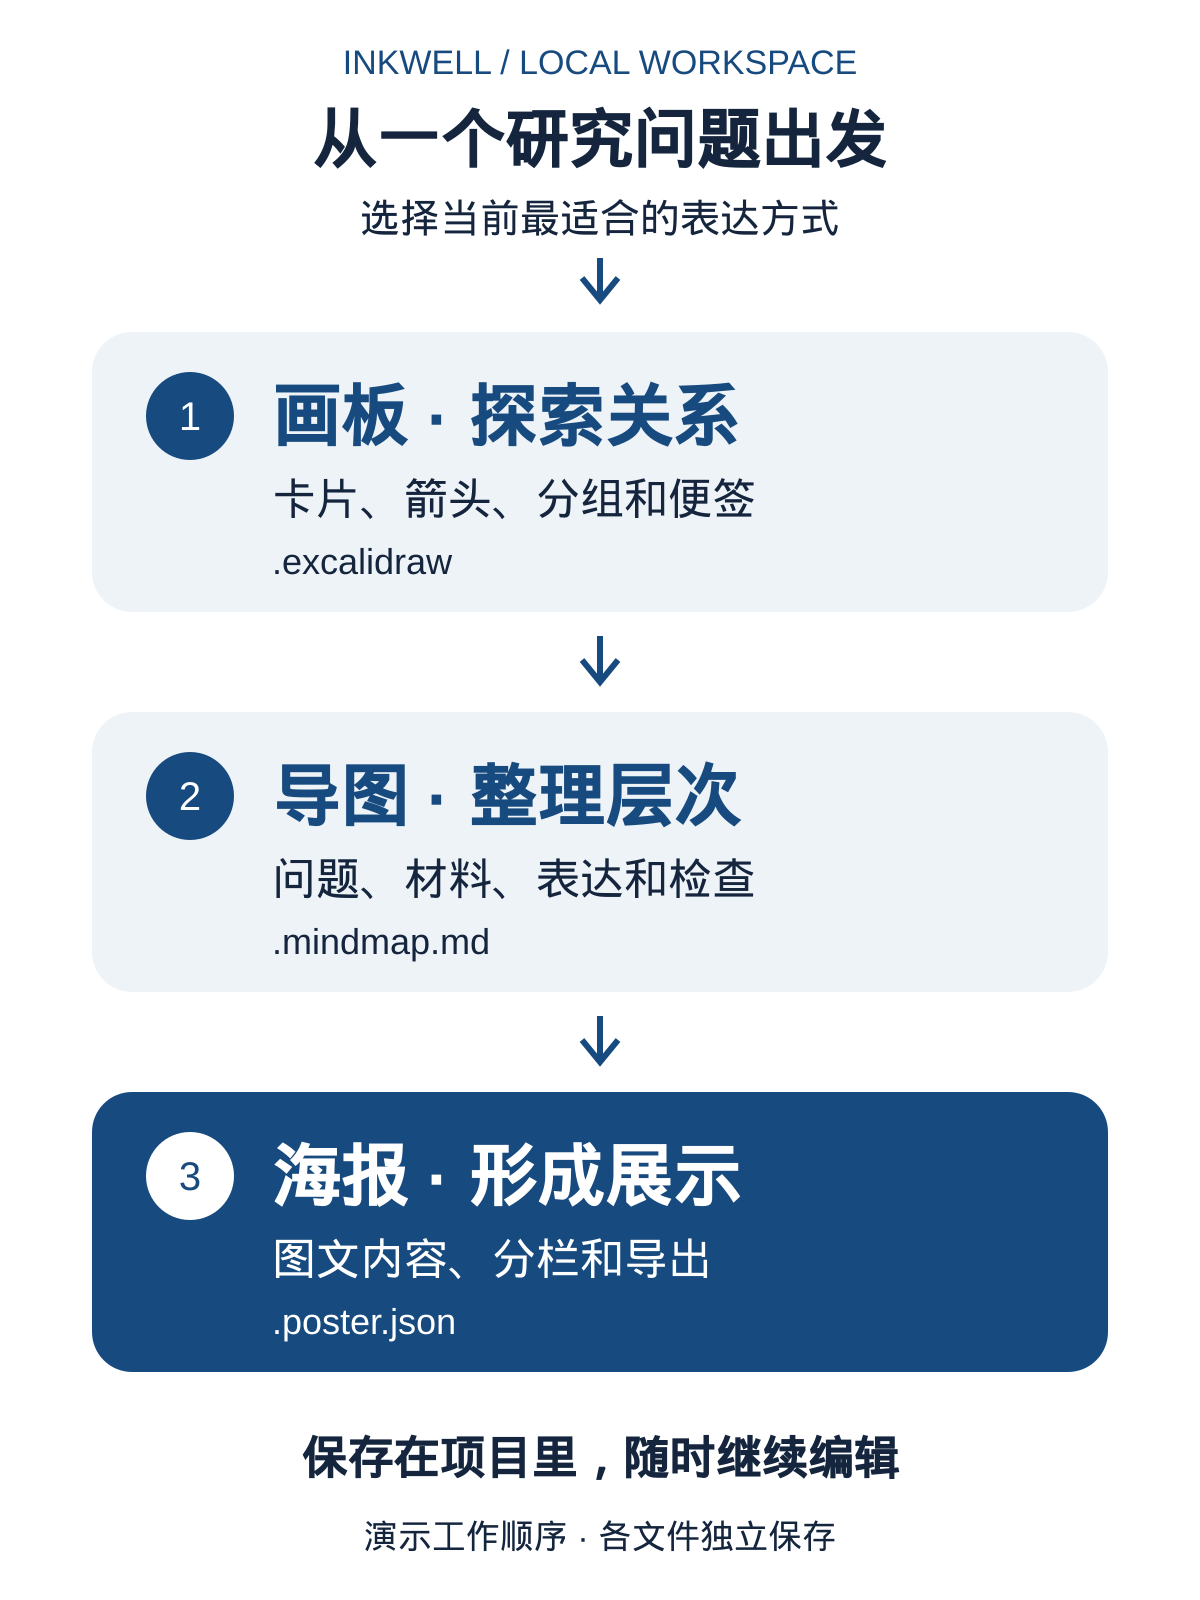 INKWELL / LOCAL WORKSPACE
从一个研究问题出发
选择当前最适合的表达方式
1
画板 · 探索关系
卡片、箭头、分组和便签
.excalidraw
2
导图 · 整理层次
问题、材料、表达和检查
.mindmap.md
3
海报 · 形成展示
图文内容、分栏和导出
.poster.json
保存在项目里，随时继续编辑
演示工作顺序 · 各文件独立保存